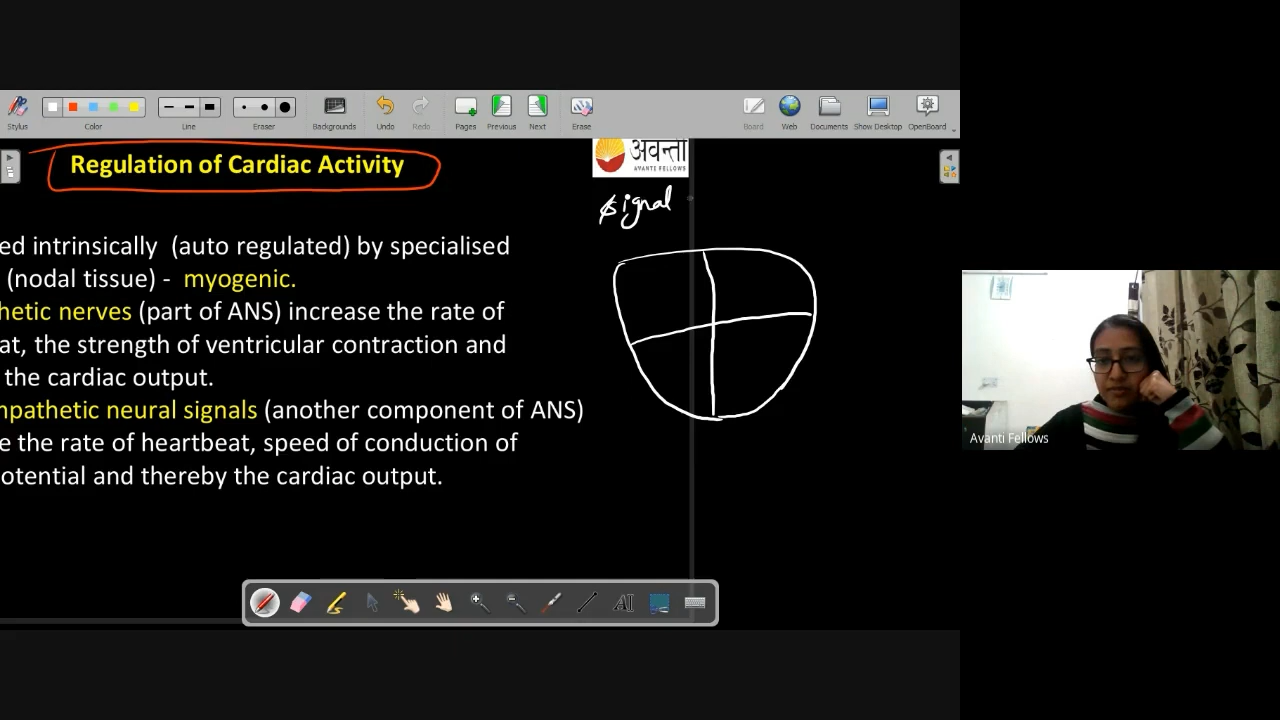 Stylus
Color
Line
Eraser
Backgrounds
Undo
Redo
Pages
Previous
Next
Erase
Board
Web
Documents
Show Desktop
OpenBoard
Regulation of Cardiac Activity
अवन्ती
AVANTI FELLOWS
signal
ed intrinsically (auto regulated) by specialised
(nodal tissue) - myogenic.
hetic nerves (part of ANS) increase the rate of
at, the strength of ventricular contraction and
the cardiac output.
mpathetic neural signals (another component of ANS)
e the rate of heartbeat, speed of conduction of
otential and thereby the cardiac output.
Avanti Fellows
AI